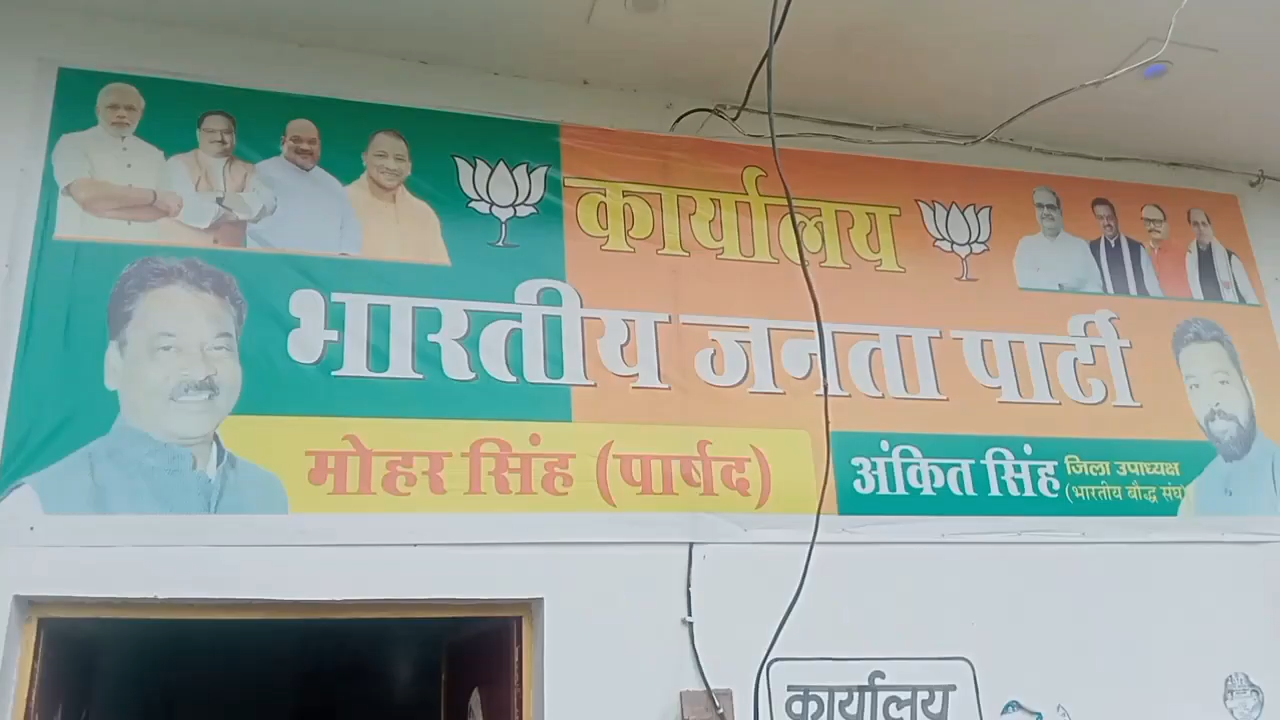 कार्यालय
भारतीय जनता पार्टी
मोहर सिंह (पार्षद)
अंकित सिंह जिला उपाध्यक्ष
(भारतीय बौद्ध संघ)
कार्यालय